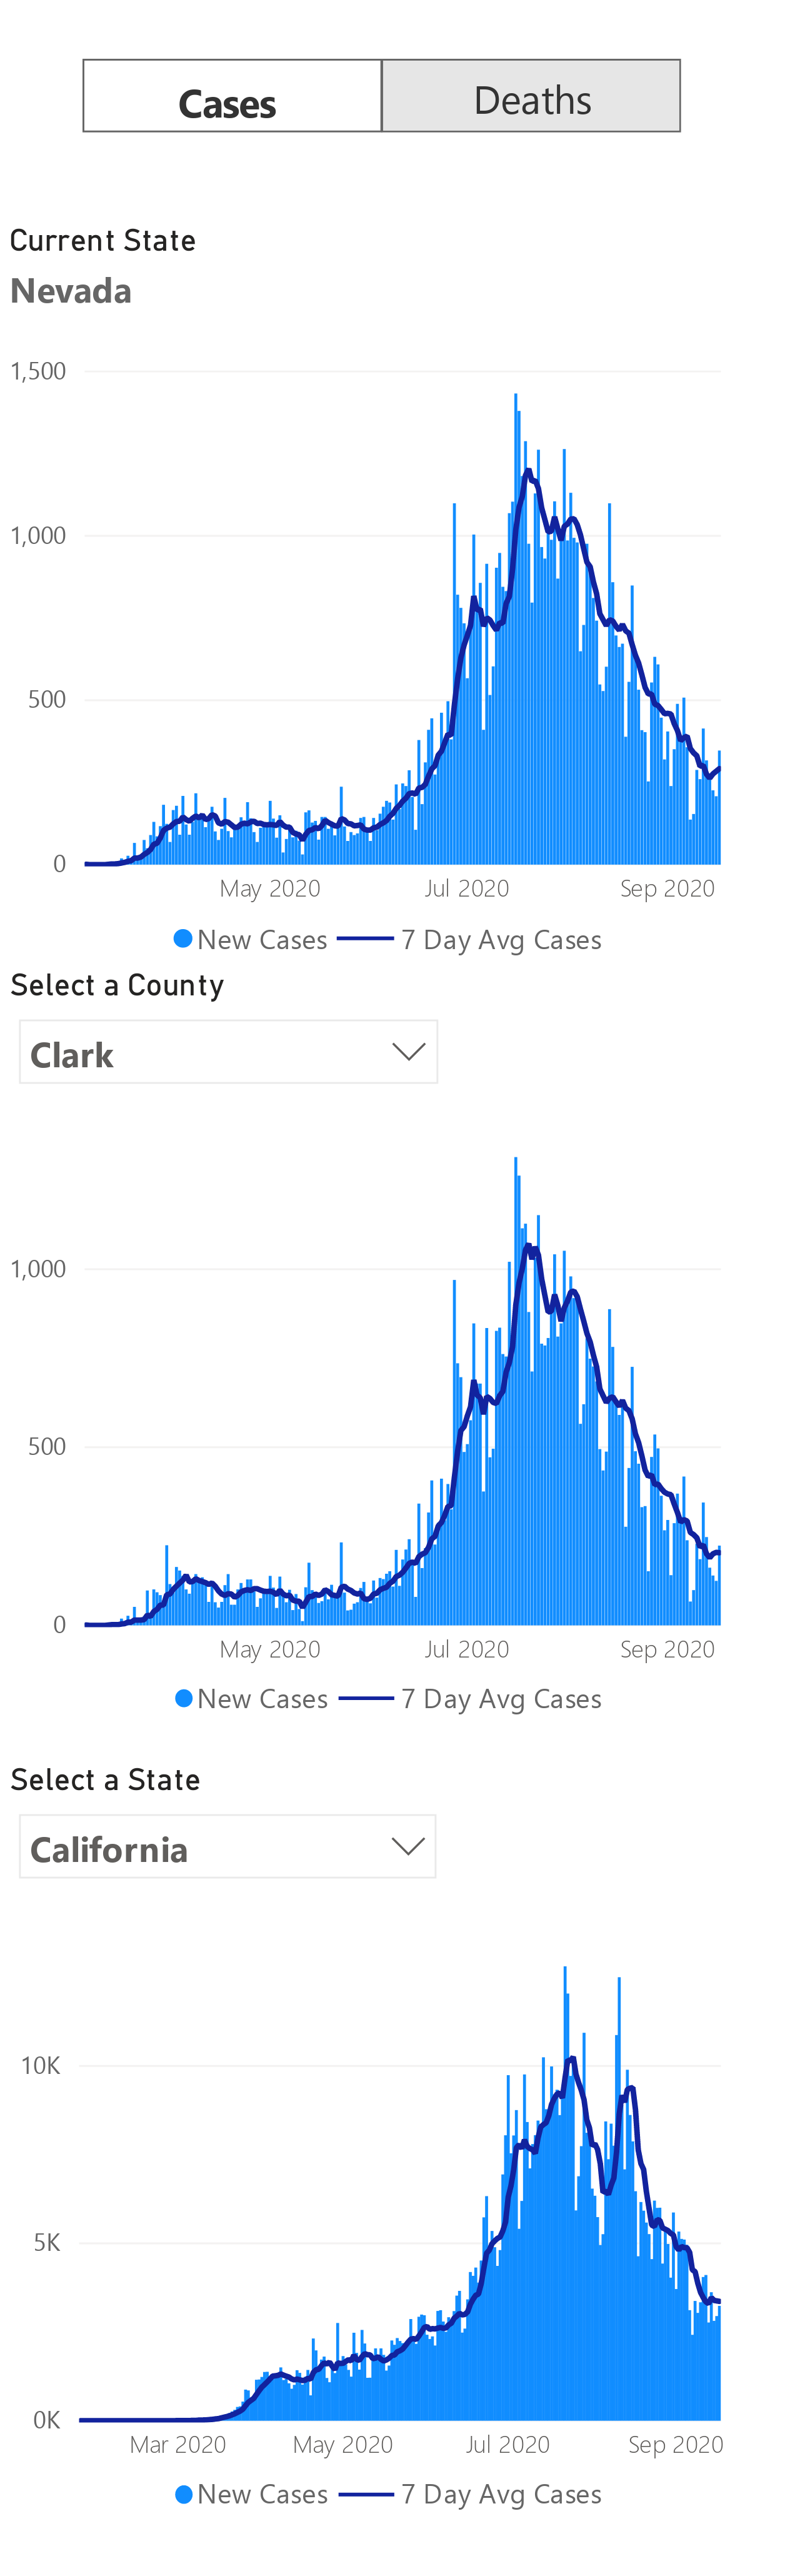 Cases Deaths
Current State
Nevada
1,500
1,000
500
0
May 2020 Jul 2020 Sep 2020
New Cases 7 Day Avg Cases
Select a County
Clark
1,000
500
0
May 2020 Jul 2020 Sep 2020
New Cases 7 Day Avg Cases
Select a State
California
10K
5K
0K
Mar 2020 May 2020 Jul 2020 Sep 2020
New Cases 7 Day Avg Cases